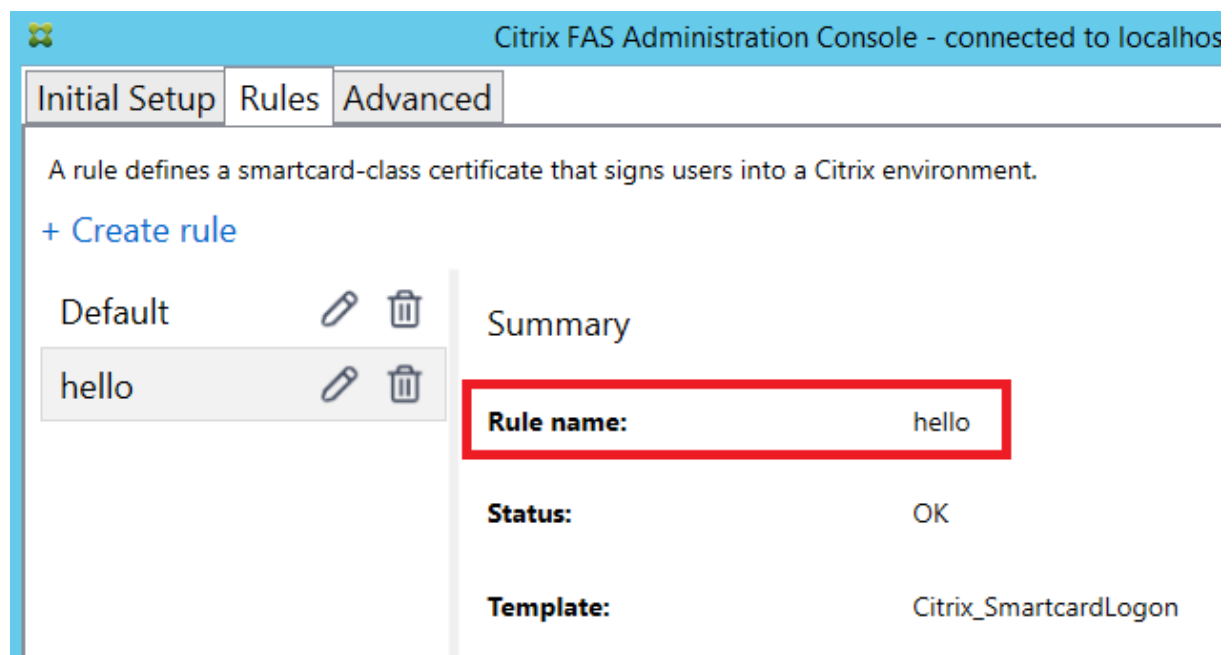 Citrix FAS Administration Console - connected to localhos
Initial Setup Rules Advanced
A rule defines a smartcard-class certificate that signs users into a Citrix environment.
+ Create rule
Default
hello
Summary
Rule name: hello
Status: OK
Template: Citrix_SmartcardLogon